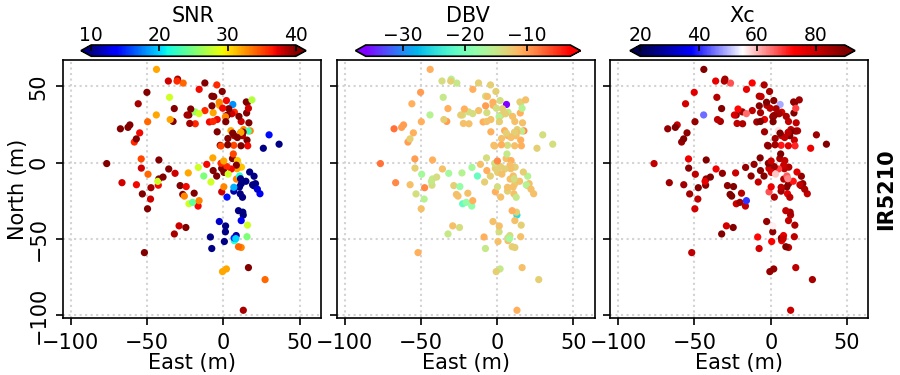 SNR DBV Xc
10 20 30 40 −30 −20 −10 20 40 60 80
50
0
−50
−100
North (m)
−100 −50 0 50 −100 −50 0 50 −100 −50 0 50
East (m) East (m) East (m)
IR5210